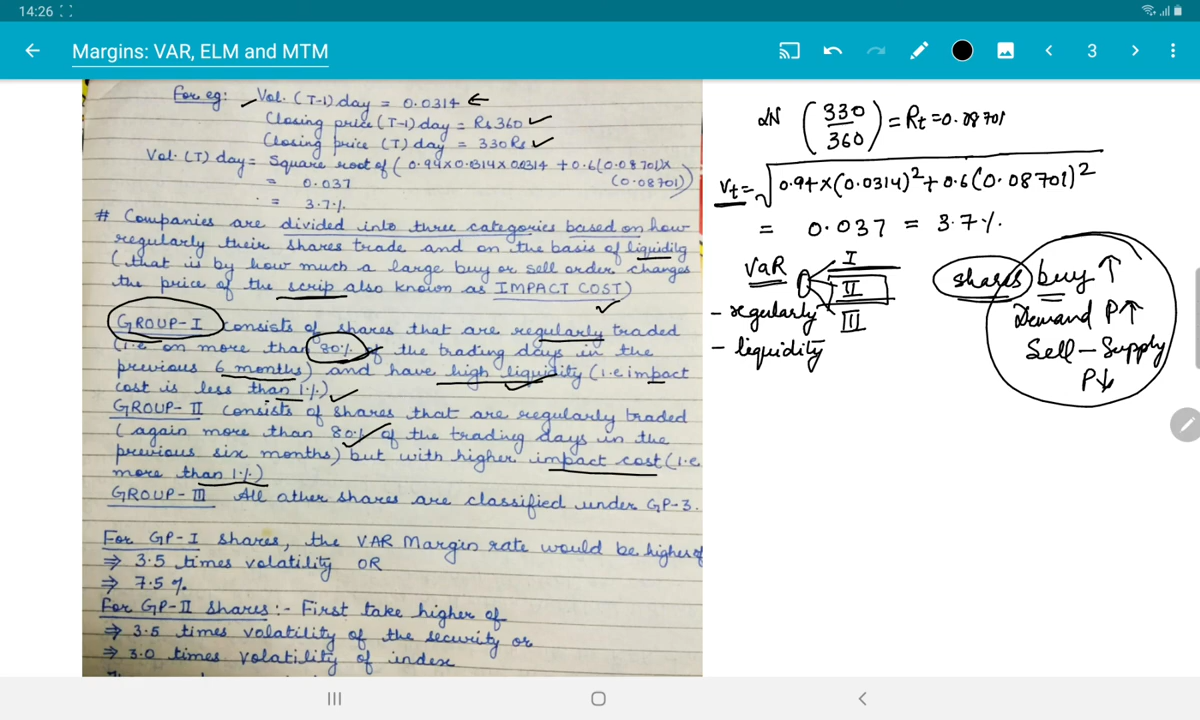 14:26
Margins: VAR, ELM and MTM
3
For eg: Vol. (T-1) day = 0.0314 ←
Closing price (T-1) day = Rs 360
Closing price (T) day = 330 Rs
Vol. (T) day = Square root of (0.94x0.0314 x0.0314 + 0.6(0.08701)x
(0.08701))
= 0.037
= 3.7%
# Companies are divided into three categories based on how
regularly their shares trade and on the basis of liquidity
(that is by how much a large buy or sell order changes
the price of the scrip also known as IMPACT COST)
GROUP-I consists of shares that are regularly traded
(i.e on more than 80% of the trading days in the
previous 6 months) and have high liquidity (i.e impact
cost is less than 1%)
GROUP-II consists of shares that are regularly traded
(again more than 80% of the trading days in the
previous six months) but with higher impact cost (i.e
more than 1%)
GROUP-III All other shares are classified under GP-3.
For GP-I shares, the VAR Margin rate would be higher of
⇒ 3.5 times volatility OR
⇒ 7.5 %
For GP-II shares:- First take higher of
⇒ 3.5 times volatility of the security or
⇒ 3.0 times volatility of index
LN (330/360) = Rt = 0.08701
Vt = √0.94 x (0.0314)² + 0.6 (0.08701)²
= 0.037 = 3.7%.
VaR I
II
III
- regularly
- liquidity
shares buy ↑
Demand P↑
Sell - Supply
P↓